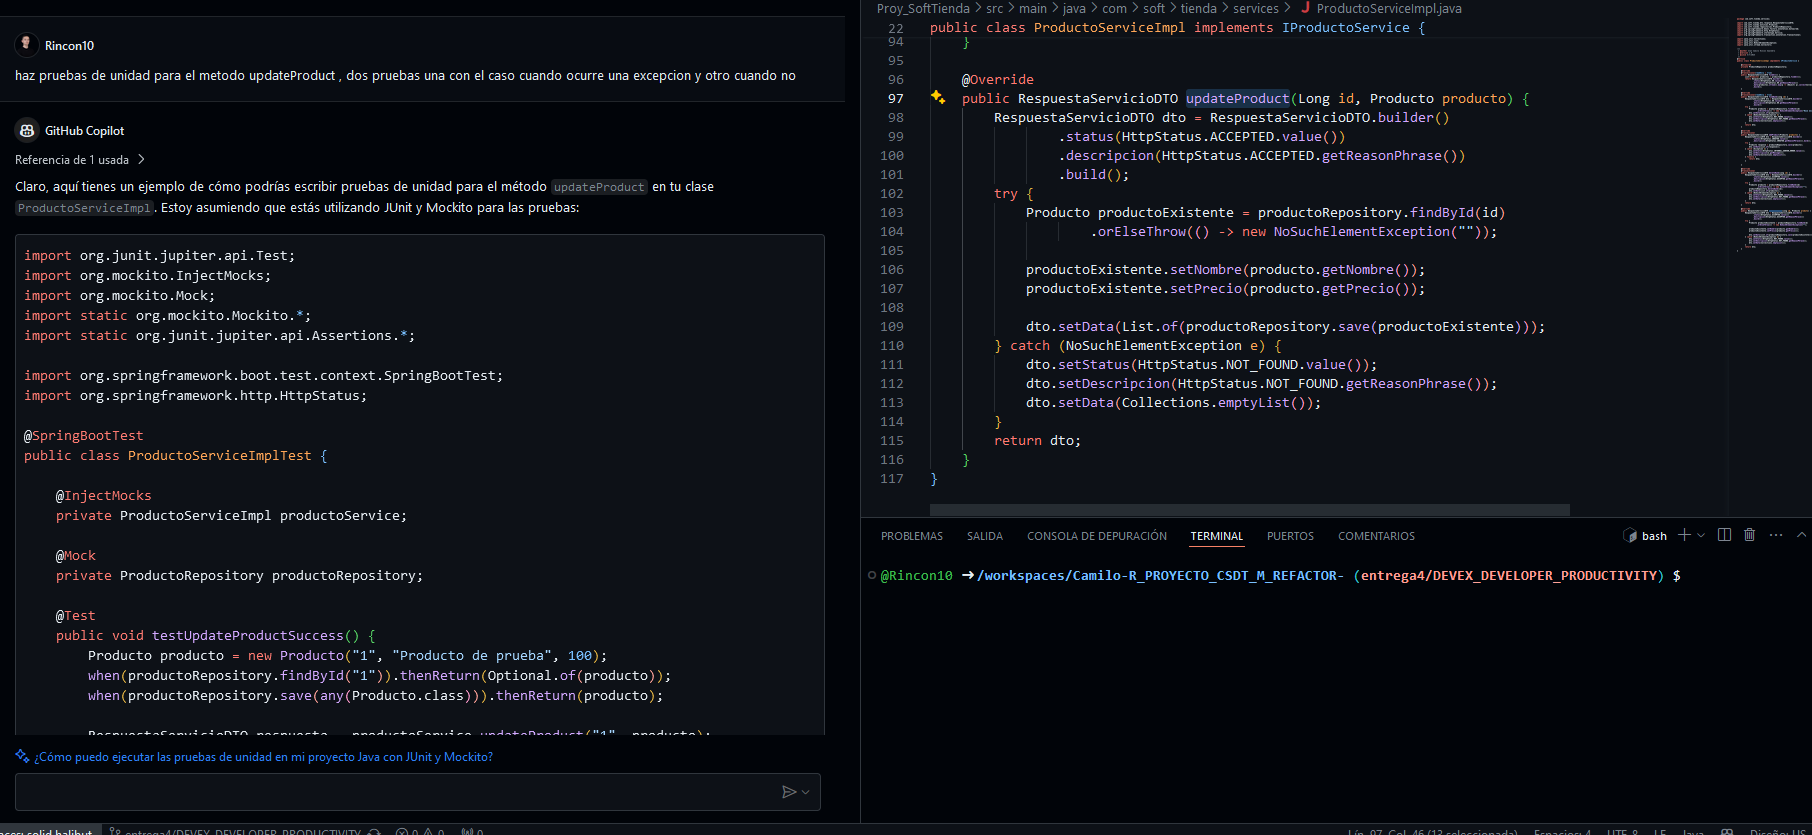 Rincon10
haz pruebas de unidad para el metodo updateProduct , dos pruebas una con el caso cuando ocurre una excepcion y otro cuando no
GitHub Copilot
Referencia de 1 usada
Claro, aquí tienes un ejemplo de cómo podrías escribir pruebas de unidad para el método updateProduct en tu clase
ProductoServiceImpl. Estoy asumiendo que estás utilizando JUnit y Mockito para las pruebas:
import org.junit.jupiter.api.Test;
import org.mockito.InjectMocks;
import org.mockito.Mock;
import static org.mockito.Mockito.*;
import static org.junit.jupiter.api.Assertions.*;
import org.springframework.boot.test.context.SpringBootTest;
import org.springframework.http.HttpStatus;
@SpringBootTest
public class ProductoServiceImplTest {
@InjectMocks
private ProductoServiceImpl productoService;
@Mock
private ProductoRepository productoRepository;
@Test
public void testUpdateProductSuccess() {
Producto producto = new Producto("1", "Producto de prueba", 100);
when(productoRepository.findById("1")).thenReturn(Optional.of(producto));
when(productoRepository.save(any(Producto.class))).thenReturn(producto);
RespuestaServicioDTO respuesta = productoService.updateProduct("1", producto);
¿Cómo puedo ejecutar las pruebas de unidad en mi proyecto Java con JUnit y Mockito?
Proy_SoftTienda > src > main > java > com > soft > tienda > services > J ProductoServiceImpl.java
22 public class ProductoServiceImpl implements IProductoService {
94 }
95
96 @Override
97 public RespuestaServicioDTO updateProduct(Long id, Producto producto) {
98 RespuestaServicioDTO dto = RespuestaServicioDTO.builder()
99 .status(HttpStatus.ACCEPTED.value())
100 .descripcion(HttpStatus.ACCEPTED.getReasonPhrase())
101 .build();
102 try {
103 Producto productoExistente = productoRepository.findById(id)
104 .orElseThrow(() -> new NoSuchElementException(""));
105
106 productoExistente.setNombre(producto.getNombre());
107 productoExistente.setPrecio(producto.getPrecio());
108
109 dto.setData(List.of(productoRepository.save(productoExistente)));
110 } catch (NoSuchElementException e) {
111 dto.setStatus(HttpStatus.NOT_FOUND.value());
112 dto.setDescripcion(HttpStatus.NOT_FOUND.getReasonPhrase());
113 dto.setData(Collections.emptyList());
114 }
115 return dto;
116 }
117 }
PROBLEMAS SALIDA CONSOLA DE DEPURACIÓN TERMINAL PUERTOS COMENTARIOS bash
@Rincon10 ➜ /workspaces/Camilo-R_PROYECTO_CSDT_M_REFACTOR- (entrega4/DEVEX_DEVELOPER_PRODUCTIVITY) $
solid halibut entrega4/DEVEX_DEVELOPER_PRODUCTIVITY 0 0 0 Lín. 97, Col. 46 (13 seleccionada) Espacios: 4 UTF-8 LF Java Diseño: US